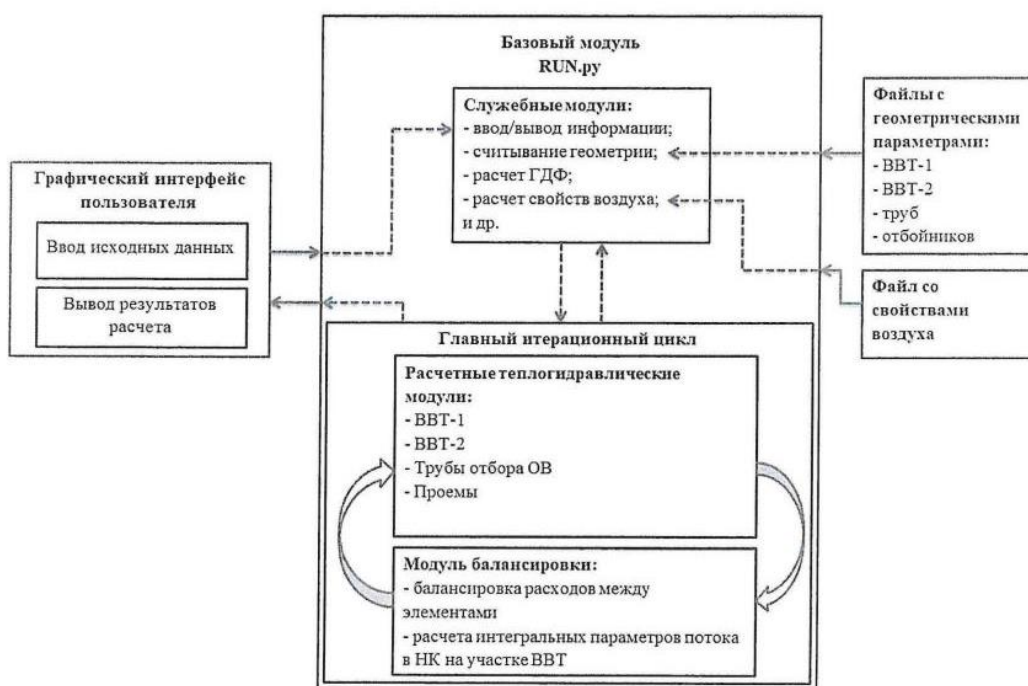 Базовый модуль
RUN.py
Служебные модули:
- ввод/вывод информации;
- считывание геометрии;
- расчет ГДФ;
- расчет свойств воздуха;
и др.
Графический интерфейс
пользователя
Ввод исходных данных
Вывод результатов
расчета
Файлы с
геометрическими
параметрами:
- ВВТ-1
- ВВТ-2
- труб
- отбойников
Файл со
свойствами
воздуха
Главный итерационный цикл
Расчетные теплогидравлические
модули:
- ВВТ-1
- ВВТ-2
- Трубы отбора ОВ
- Проемы
Модуль балансировки:
- балансировка расходов между
элементами
- расчета интегральных параметров потока
в НК на участке ВВТ